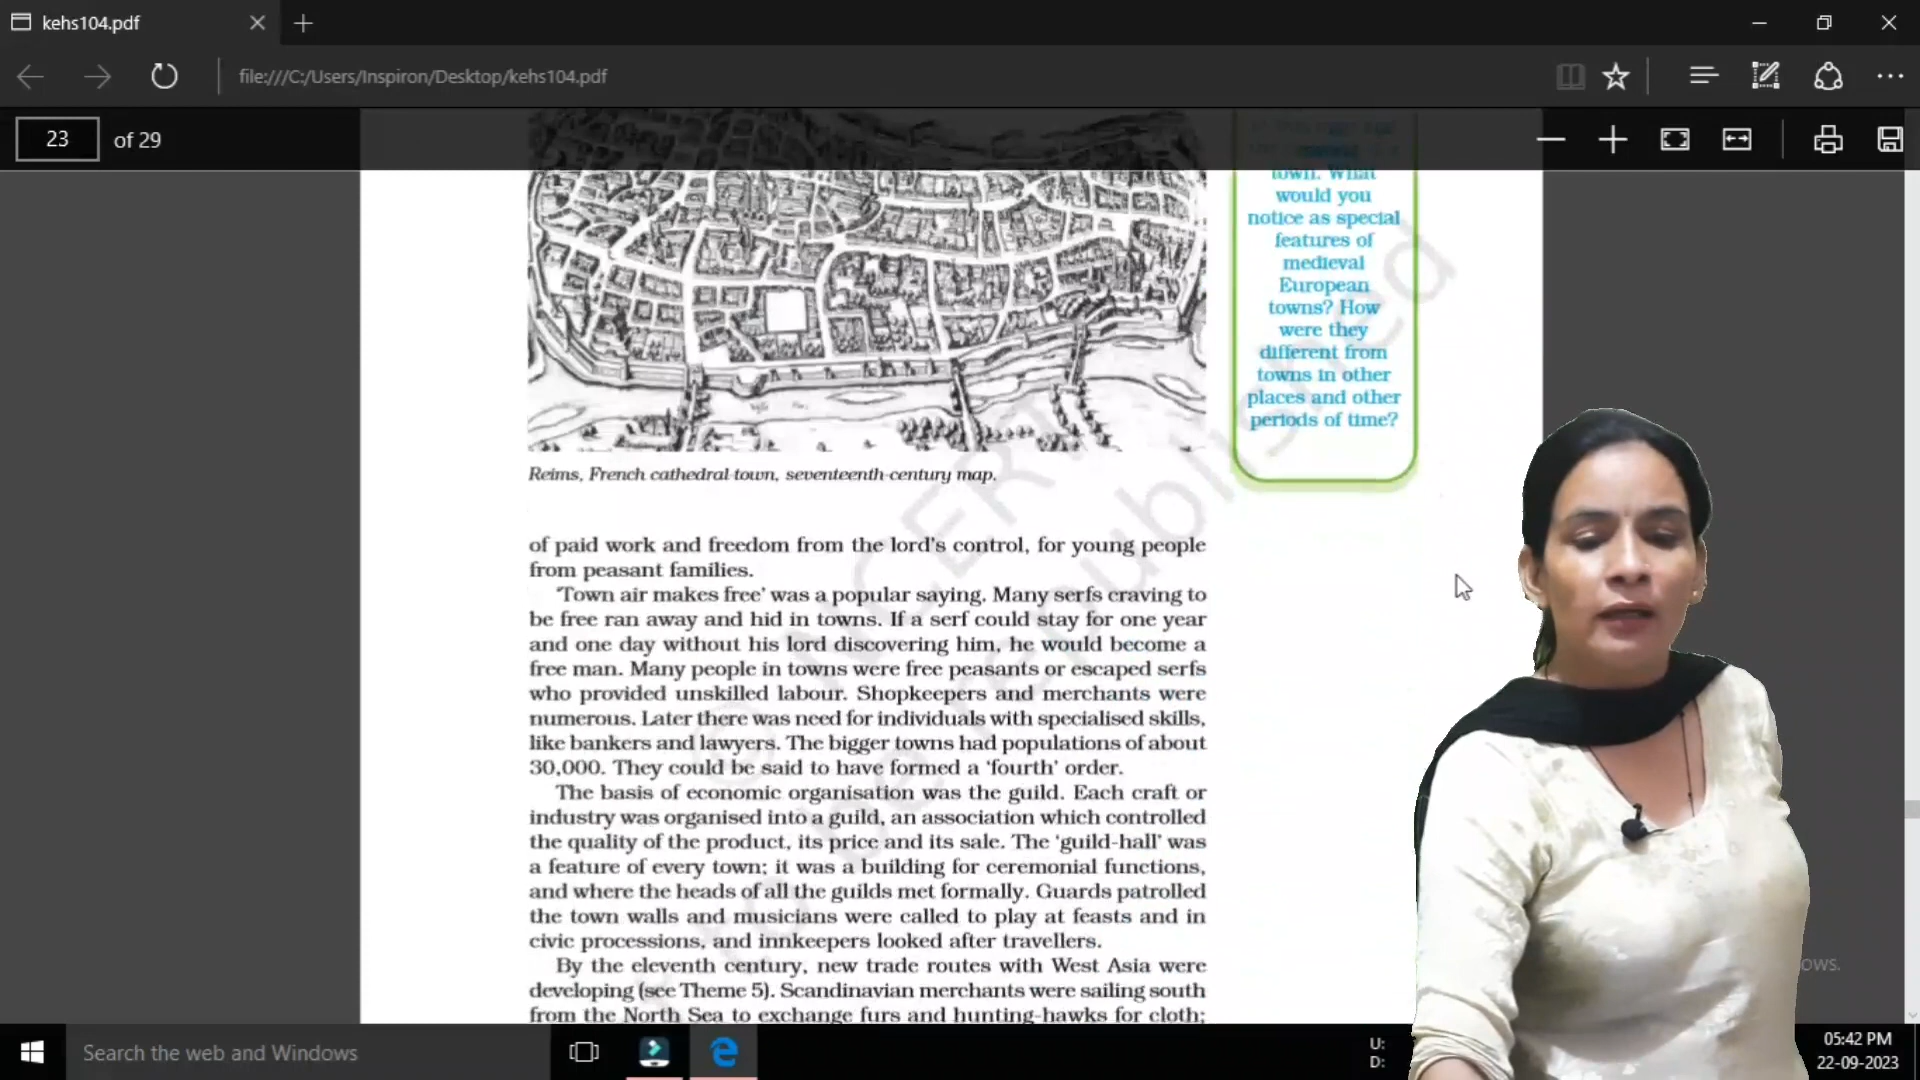 kehs104.pdf
file:///C:/Users/Inspiron/Desktop/kehs104.pdf
23 of 29
town. What
would you
notice as special
features of
medieval
European
towns? How
were they
different from
towns in other
places and other
periods of time?
Reims, French cathedral-town, seventeenth-century map.
of paid work and freedom from the lord's control, for young people
from peasant families.
'Town air makes free' was a popular saying. Many serfs craving to
be free ran away and hid in towns. If a serf could stay for one year
and one day without his lord discovering him, he would become a
free man. Many people in towns were free peasants or escaped serfs
who provided unskilled labour. Shopkeepers and merchants were
numerous. Later there was need for individuals with specialised skills,
like bankers and lawyers. The bigger towns had populations of about
30,000. They could be said to have formed a 'fourth' order.
The basis of economic organisation was the guild. Each craft or
industry was organised into a guild, an association which controlled
the quality of the product, its price and its sale. The 'guild-hall' was
a feature of every town; it was a building for ceremonial functions,
and where the heads of all the guilds met formally. Guards patrolled
the town walls and musicians were called to play at feasts and in
civic processions, and innkeepers looked after travellers.
By the eleventh century, new trade routes with West Asia were
developing (see Theme 5). Scandinavian merchants were sailing south
from the North Sea to exchange furs and hunting-hawks for cloth;
© NCERT
to be republished
ows.
Search the web and Windows
U:
D:
05:42 PM
22-09-2023